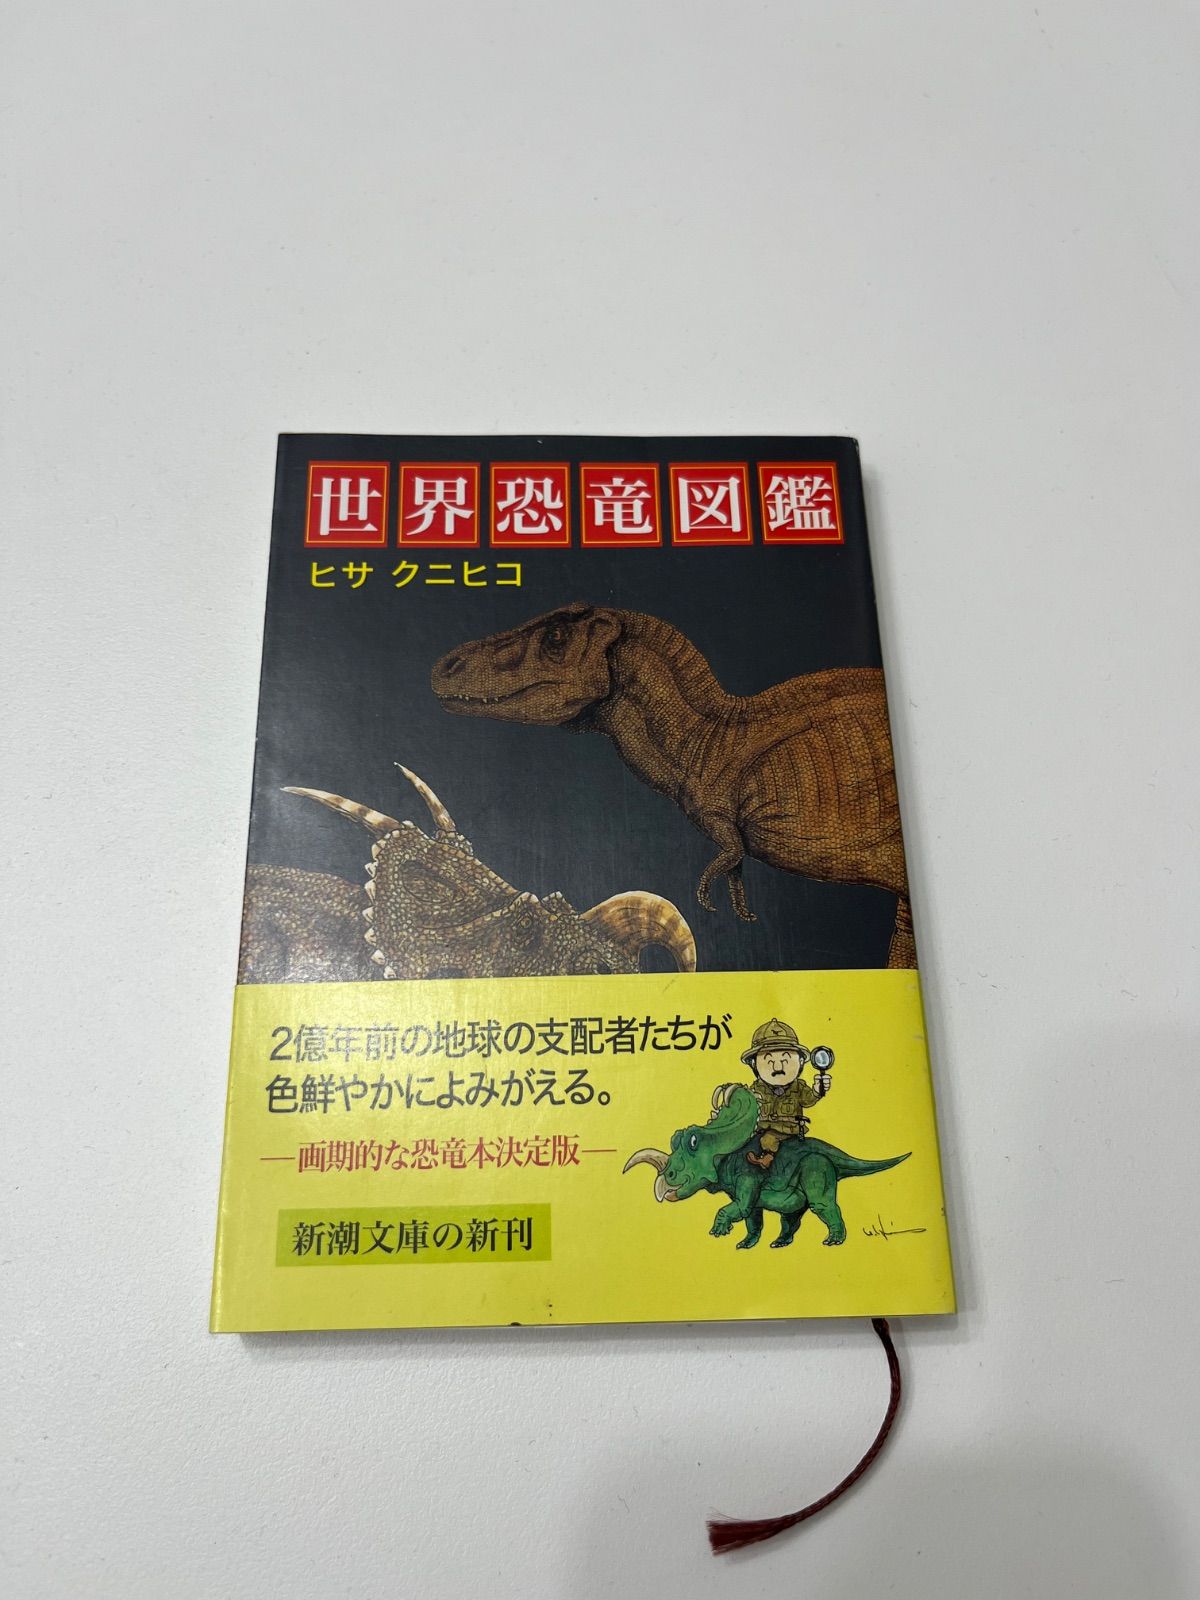 世界恐竜図鑑
ヒサ クニヒコ
2億年前の地球の支配者たちが
色鮮やかによみがえる。
―画期的な恐竜本決定版―
新潮文庫の新刊